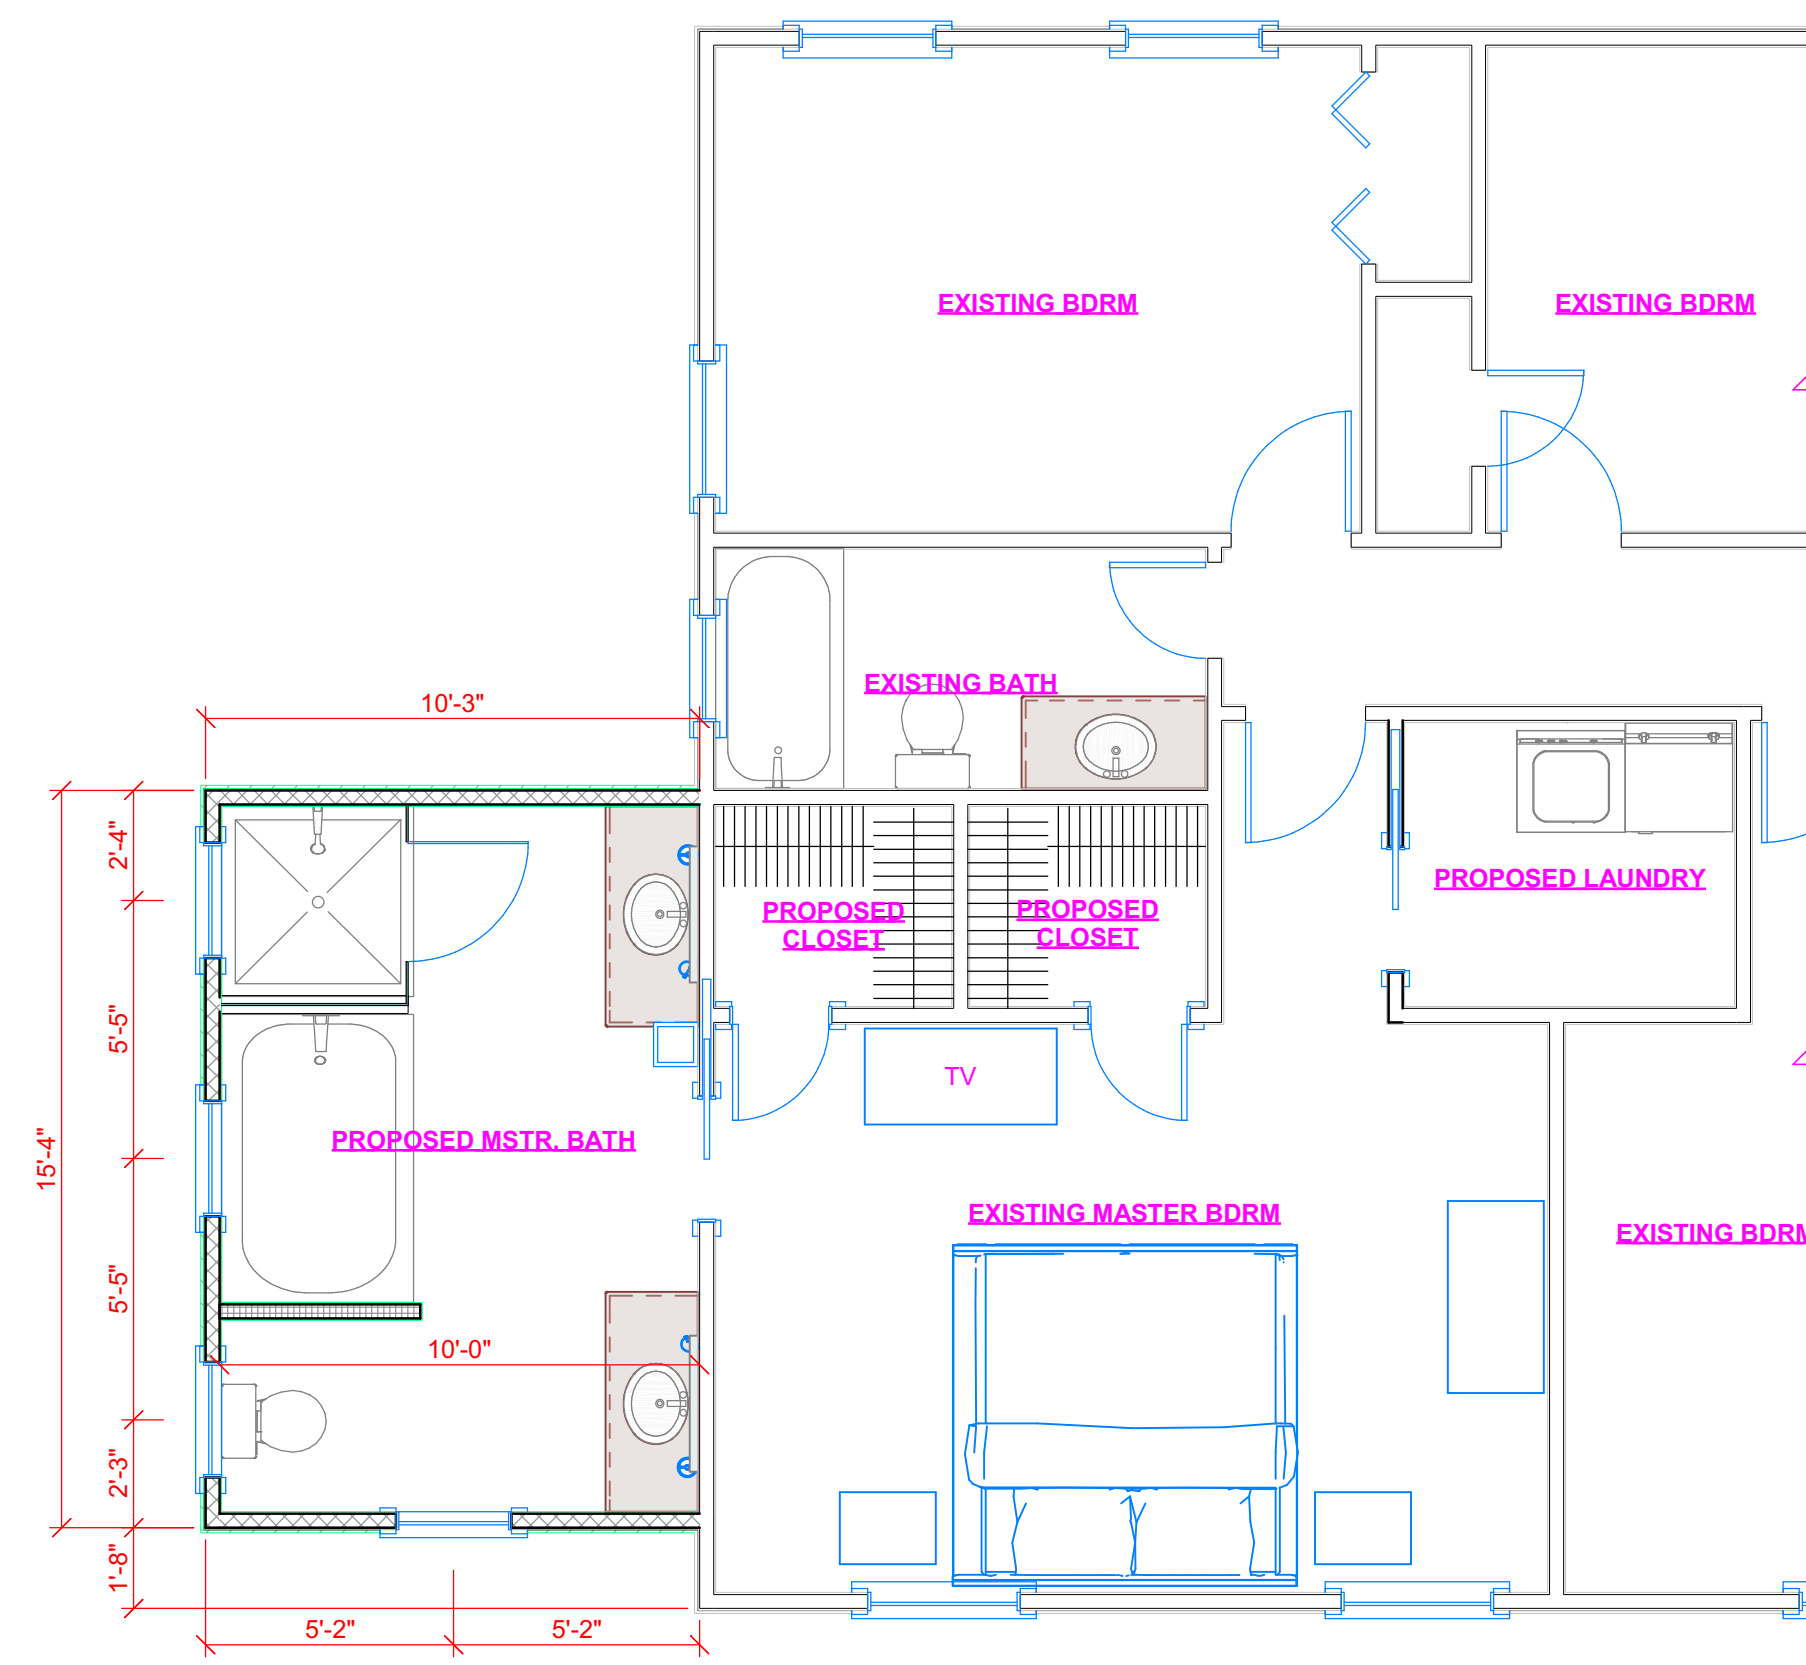 EXISTING BDRM
EXISTING BDRM
EXISTING BATH
10'-3"
2'-4"
PROPOSED LAUNDRY
PROPOSED
CLOSET
PROPOSED
CLOSET
5'-5"
TV
PROPOSED MSTR. BATH
15'-4"
EXISTING MASTER BDRM
EXISTING BDRM
5'-5"
10'-0"
2'-3"
1'-8"
5'-2"
5'-2"